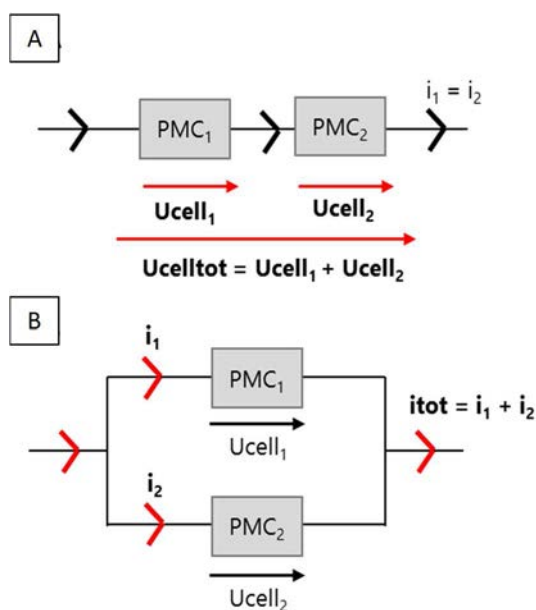 A
i₁ = i₂
PMC₁ PMC₂
Ucell₁ Ucell₂
Ucelltot = Ucell₁ + Ucell₂
B
i₁
PMC₁
Ucell₁
itot = i₁ + i₂
i₂
PMC₂
Ucell₂